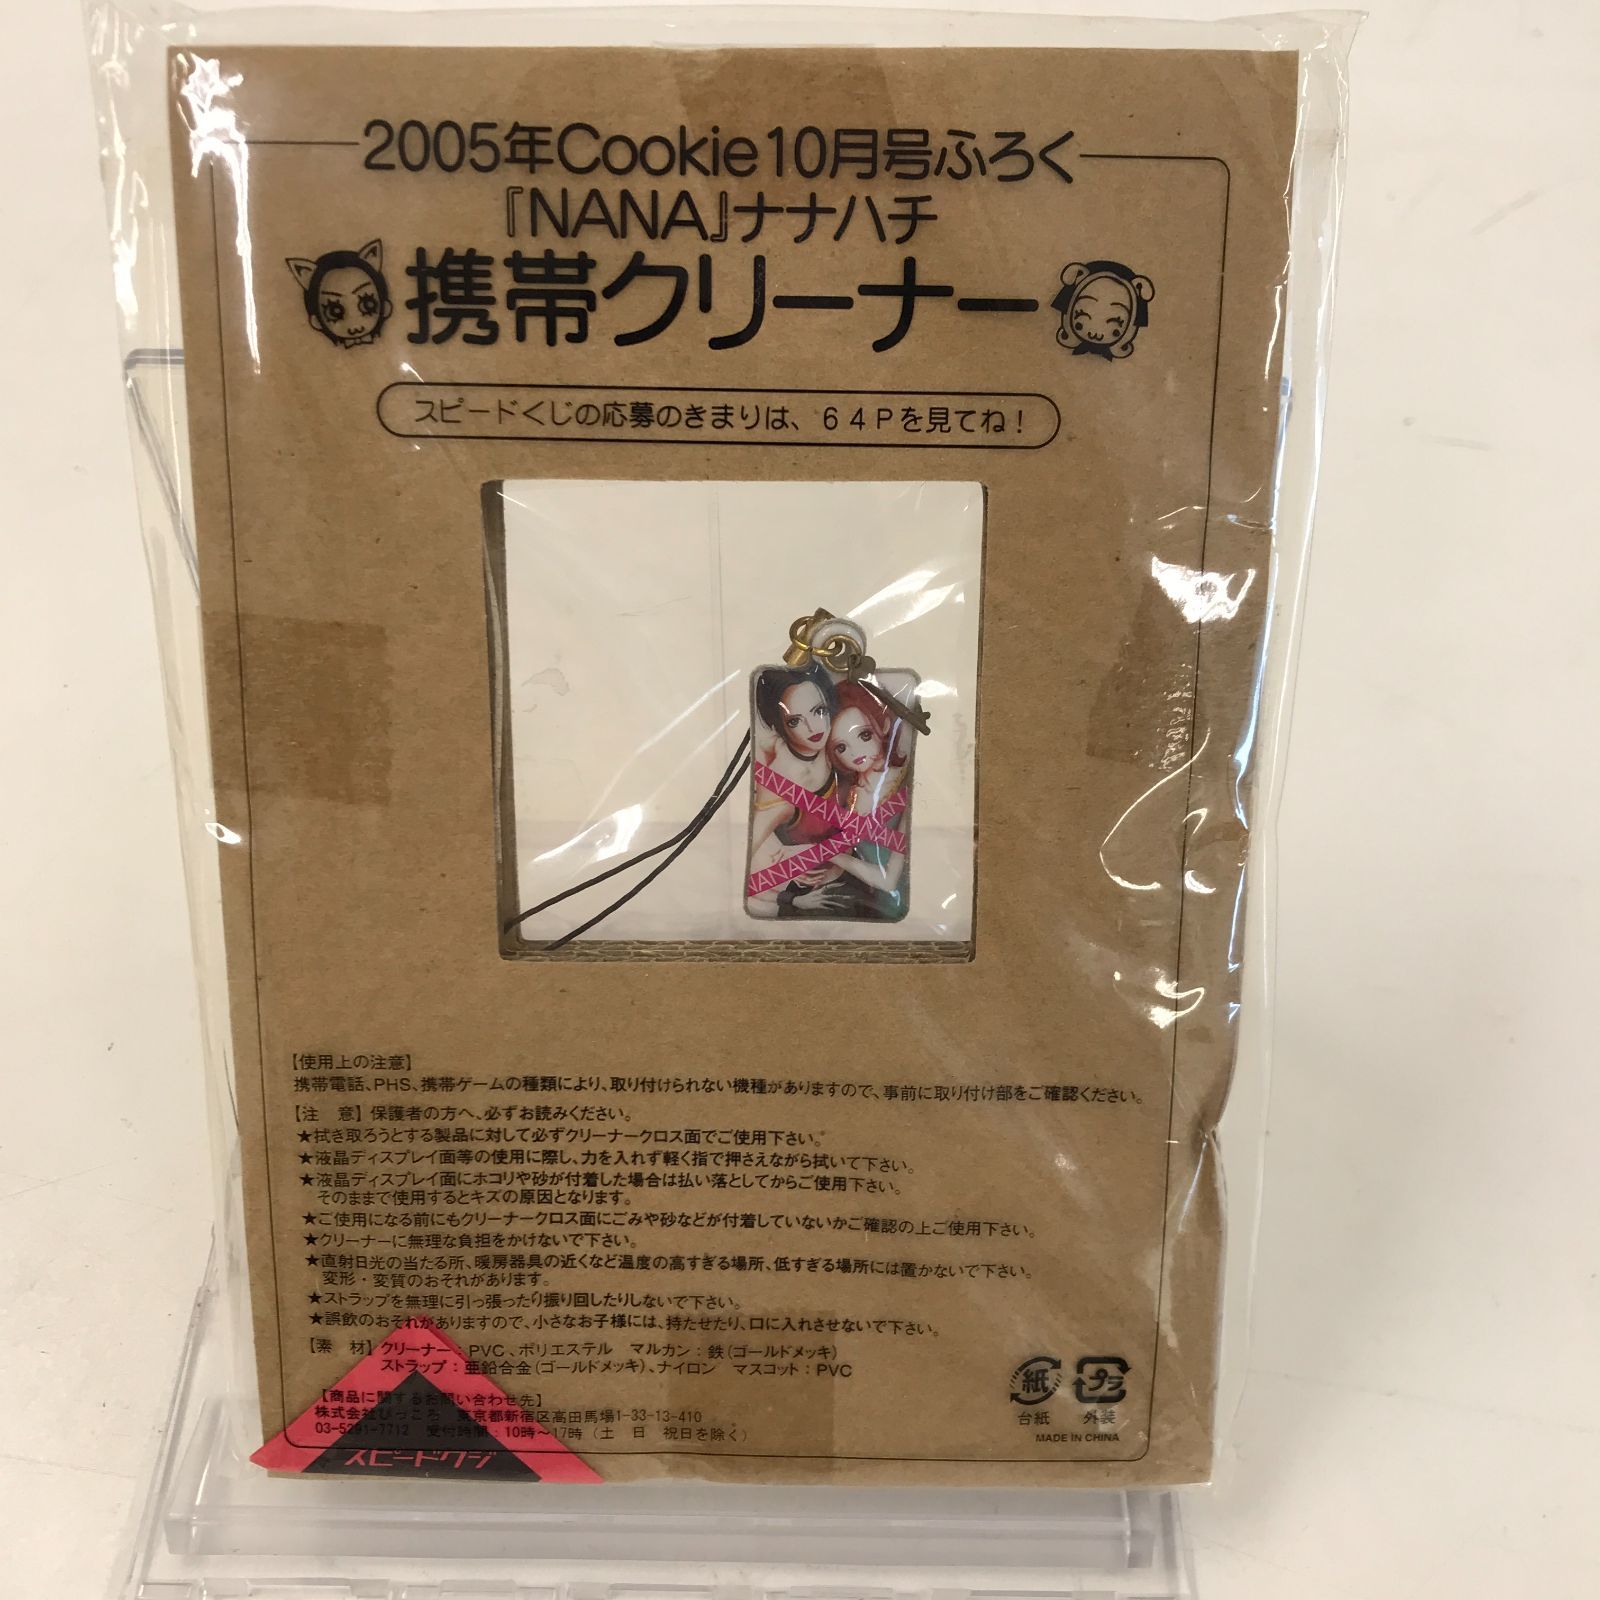 2005年Cookie10月号ふろく
『NANA』ナナハチ
携帯クリーナー
スピードくじの応募のきまりは、64Pを見てね！
ANANANANANAN
NANANANANANA
【使用上の注意】
携帯電話、PHS、携帯ゲームの種類により、取り付けられない機種がありますので、事前に取り付け部をご確認ください。
【注　意】保護者の方へ、必ずお読みください。
★拭き取ろうとする製品に対して必ずクリーナークロス面でご使用下さい。
★液晶ディスプレイ面等の使用に際し、力を入れず軽く指で押さえながら拭いて下さい。
★液晶ディスプレイ面にホコリや砂が付着した場合は払い落としてからご使用下さい。
そのままで使用するとキズの原因となります。
★ご使用になる前にもクリーナークロス面にごみや砂などが付着していないかご確認の上ご使用下さい。
★クリーナーに無理な負担をかけないで下さい。
★直射日光の当たる所、暖房器具の近くなど温度の高すぎる場所、低すぎる場所には置かないで下さい。
変形・変質のおそれがあります。
★ストラップを無理に引っ張ったり振り回したりしないで下さい。
★誤飲のおそれがありますので、小さなお子様には、持たせたり、口に入れさせないで下さい。
【素　材】クリーナー：PVC、ポリエステル　マルカン：鉄(ゴールドメッキ)
ストラップ：亜鉛合金(ゴールドメッキ)、ナイロン　マスコット：PVC
【商品に関するお問い合わせ先】
株式会社ぴっころ　東京都新宿区高田馬場1-33-13-410
03-5291-7712　受付時間：10時～17時（土　日　祝日を除く）
スピードクジ
紙
プラ
台紙
外装
MADE IN CHINA